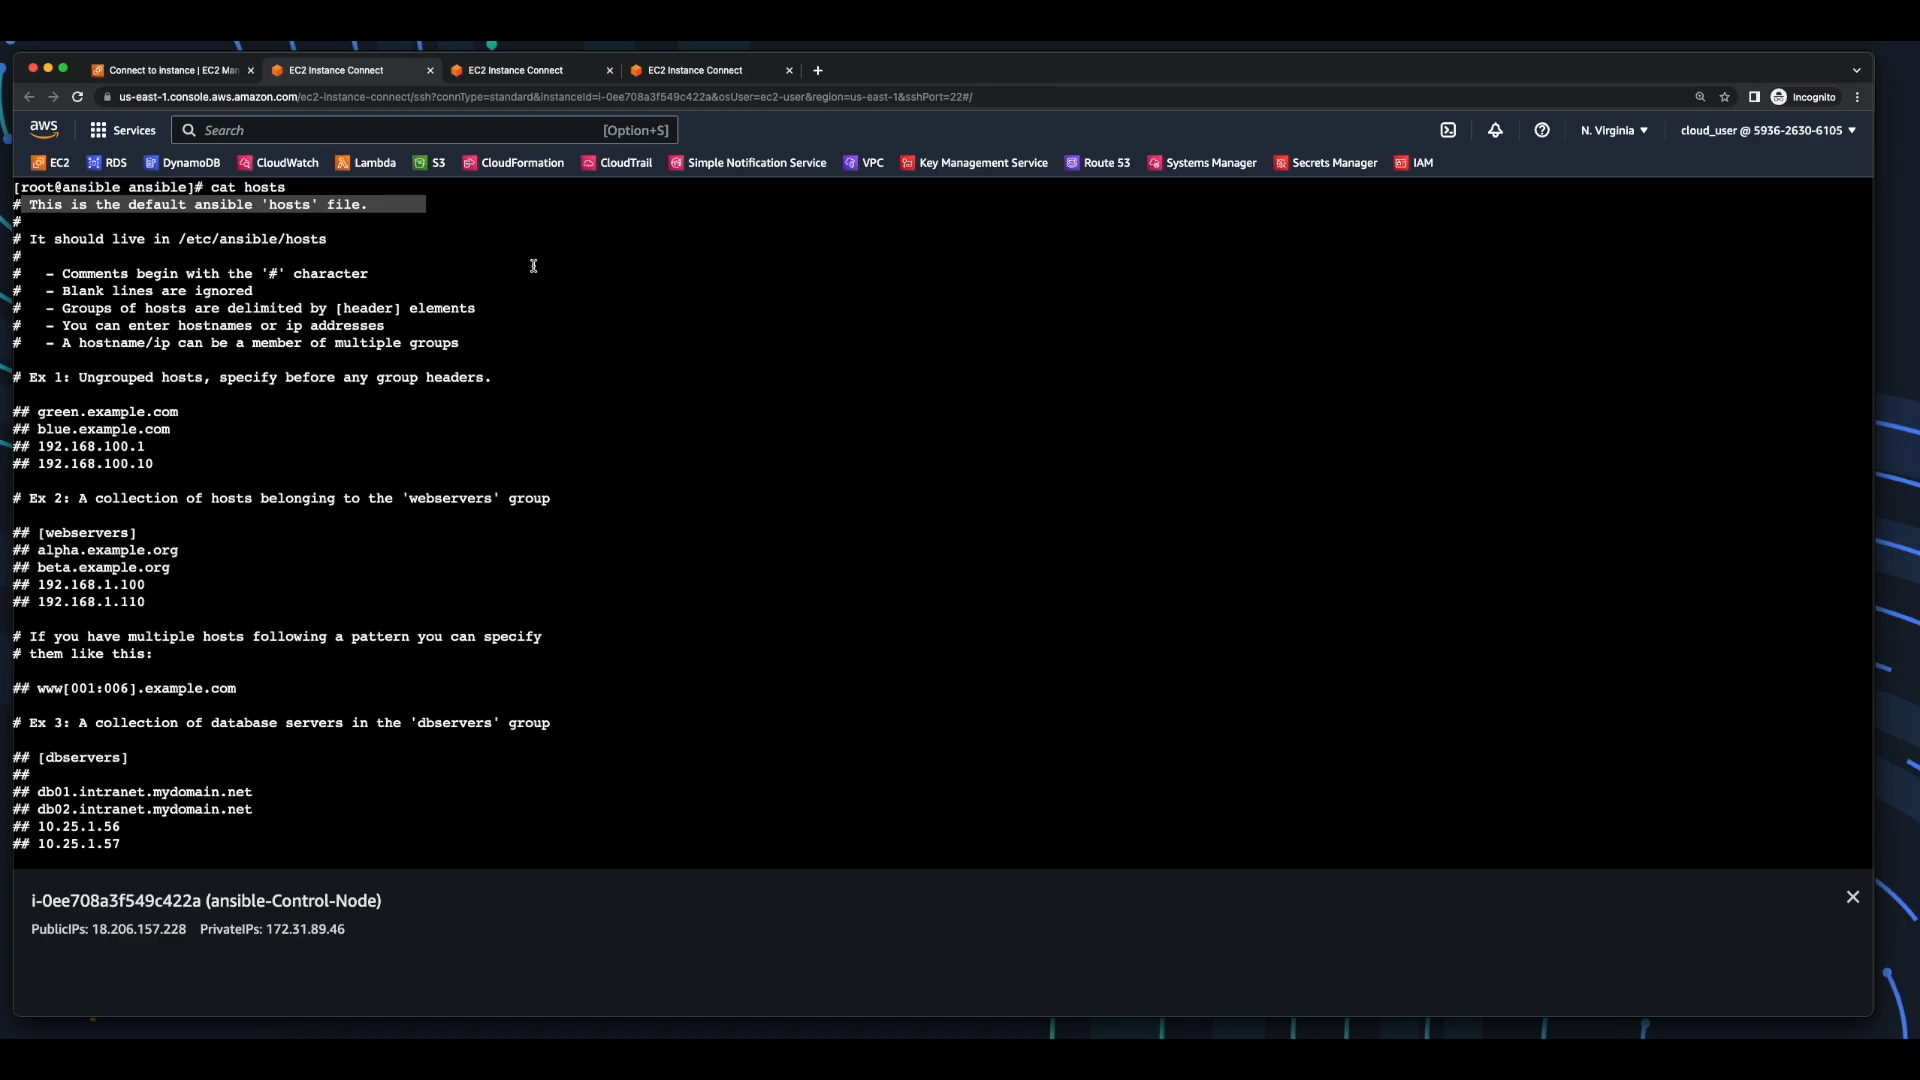 Connect to Instance | EC2 Man
EC2 Instance Connect
EC2 Instance Connect
EC2 Instance Connect
us-east-1.console.aws.amazon.com/ec2-instance-connect/ssh?connType=standard&instanceId=i-0ee708a3f549c422a&osUser=ec2-user&region=us-east-1&sshPort=22#/
Incognito
aws
Services
Search
[Option+S]
N. Virginia
cloud_user @ 5936-2630-6105
EC2
RDS
DynamoDB
CloudWatch
Lambda
S3
CloudFormation
CloudTrail
Simple Notification Service
VPC
Key Management Service
Route 53
Systems Manager
Secrets Manager
IAM
[root@ansible ansible]# cat hosts
# This is the default ansible 'hosts' file.
#
# It should live in /etc/ansible/hosts
#
#   - Comments begin with the '#' character
#   - Blank lines are ignored
#   - Groups of hosts are delimited by [header] elements
#   - You can enter hostnames or ip addresses
#   - A hostname/ip can be a member of multiple groups
# Ex 1: Ungrouped hosts, specify before any group headers.
## green.example.com
## blue.example.com
## 192.168.100.1
## 192.168.100.10
# Ex 2: A collection of hosts belonging to the 'webservers' group
## [webservers]
## alpha.example.org
## beta.example.org
## 192.168.1.100
## 192.168.1.110
# If you have multiple hosts following a pattern you can specify
# them like this:
## www[001:006].example.com
# Ex 3: A collection of database servers in the 'dbservers' group
## [dbservers]
##
## db01.intranet.mydomain.net
## db02.intranet.mydomain.net
## 10.25.1.56
## 10.25.1.57
i-0ee708a3f549c422a (ansible-Control-Node)
PublicIPs: 18.206.157.228 PrivateIPs: 172.31.89.46